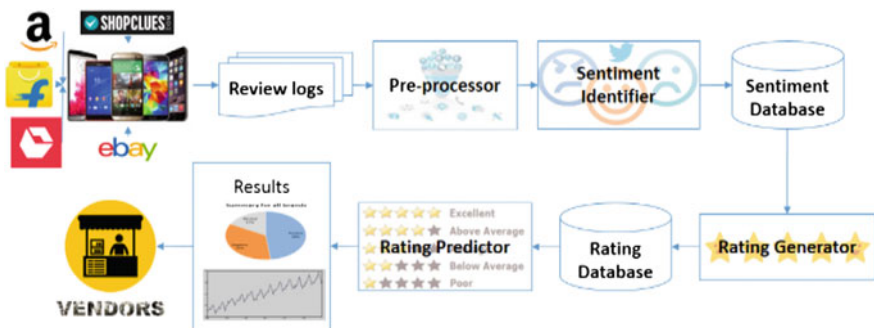 SHOPCLUES
.COM
a
f
ebay
Review logs
Pre-processor
Sentiment
Identifier
Sentiment
Database
Results
Summary for all brands
Excellent
Above Average
Rating Predictor
Below Average
Poor
Rating
Database
Rating Generator
VENDORS